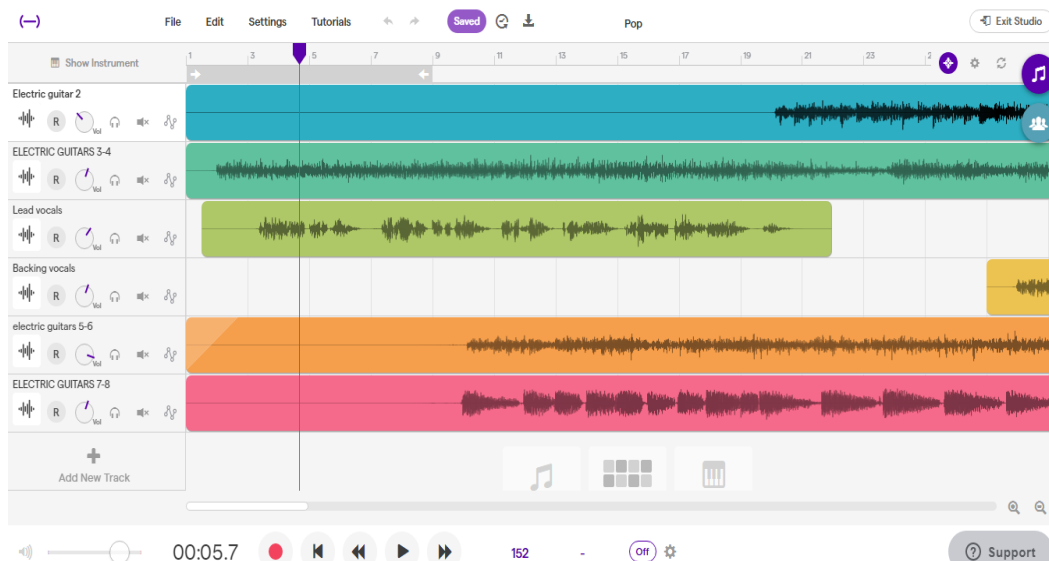 File Edit Settings Tutorials Saved Pop Exit Studio
Show Instrument 1 3 5 7 9 11 13 15 17 19 21 23
Electric guitar 2
R Vol
ELECTRIC GUITARS 3-4
R Vol
Lead vocals
R Vol
Backing vocals
R Vol
electric guitars 5-6
R Vol
ELECTRIC GUITARS 7-8
R Vol
Add New Track
00:05.7 152 - Off Support